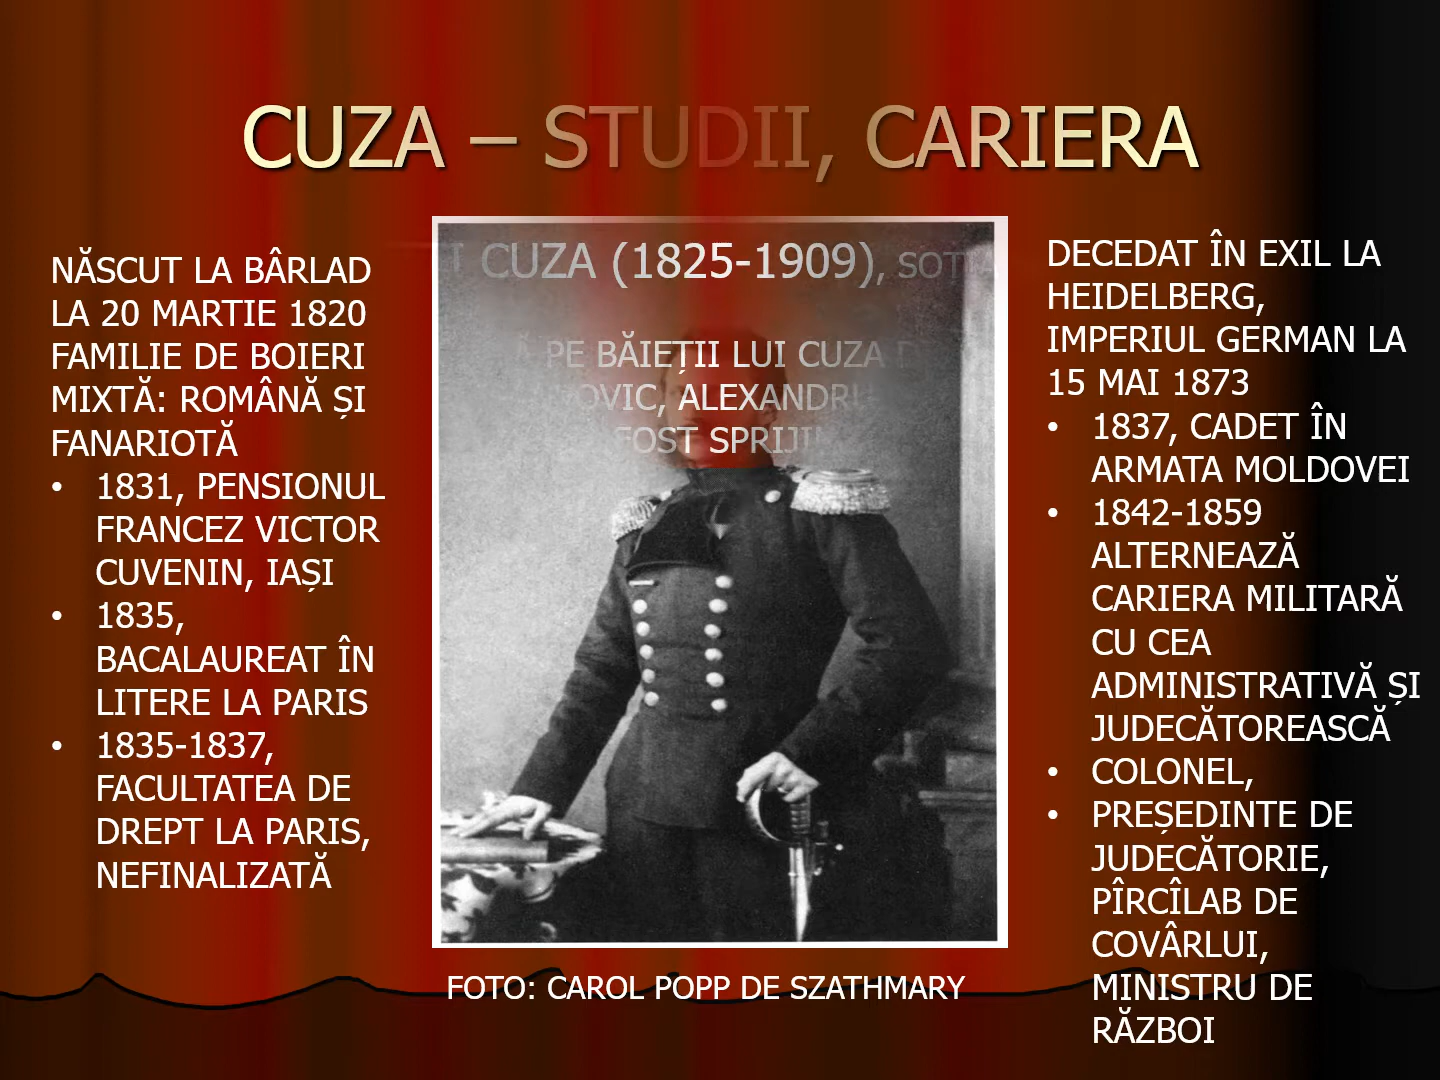 CUZA – STUDII, CARIERA
NĂSCUT LA BÂRLAD
LA 20 MARTIE 1820
FAMILIE DE BOIERI
MIXTĂ: ROMÂNĂ ȘI
FANARIOTĂ
• 1831, PENSIONUL
FRANCEZ VICTOR
CUVENIN, IAȘI
• 1835,
BACALAUREAT ÎN
LITERE LA PARIS
• 1835-1837,
FACULTATEA DE
DREPT LA PARIS,
NEFINALIZATĂ
CUZA (1825-1909),
PE BĂIEȚII LUI CUZA
ALEXANDRU
FOST
FOTO: CAROL POPP DE SZATHMARY
DECEDAT ÎN EXIL LA
HEIDELBERG,
IMPERIUL GERMAN LA
15 MAI 1873
• 1837, CADET ÎN
ARMATA MOLDOVEI
• 1842-1859
ALTERNEAZĂ
CARIERA MILITARĂ
CU CEA
ADMINISTRATIVĂ ȘI
JUDECĂTOREASCĂ
• COLONEL,
• PREȘEDINTE DE
JUDECĂTORIE,
PÎRCÎLAB DE
COVÂRLUI,
MINISTRU DE
RĂZBOI